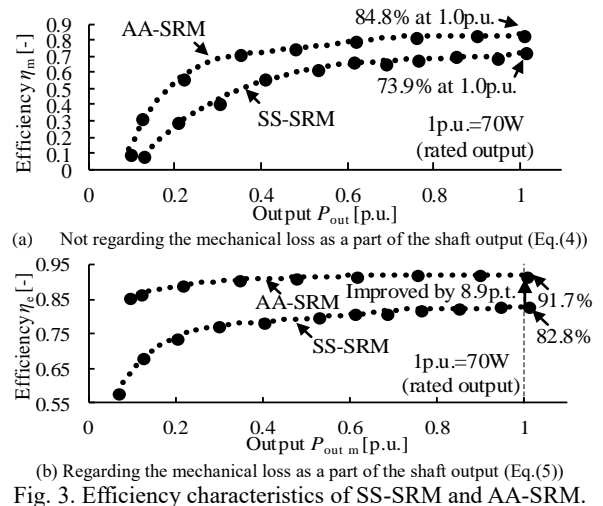 84.8% at 1.0p.u.
AA-SRM
73.9% at 1.0p.u.
SS-SRM
1p.u.=70W
(rated output)
Efficiency ηm [-]
0.9
0.8
0.7
0.6
0.5
0.4
0.3
0.2
0.1
0
0 0.2 0.4 0.6 0.8 1
Output Pout [p.u.]
(a) Not regarding the mechanical loss as a part of the shaft output (Eq.(4))
Efficiency ηe [-]
0.95
0.85
0.75
0.65
0.55
AA-SRM
Improved by 8.9p.t.
91.7%
SS-SRM
82.8%
1p.u.=70W
(rated output)
0 0.2 0.4 0.6 0.8 1
Output Pout m [p.u.]
(b) Regarding the mechanical loss as a part of the shaft output (Eq.(5))
Fig. 3. Efficiency characteristics of SS-SRM and AA-SRM.